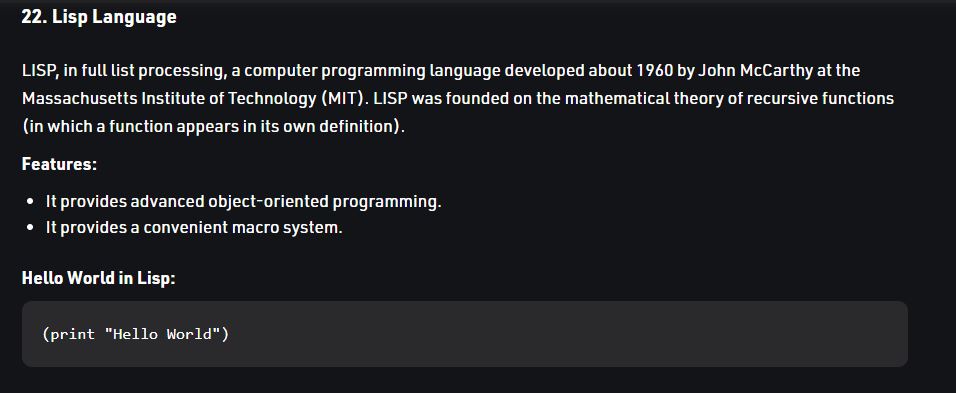 22. Lisp Language
LISP, in full list processing, a computer programming language developed about 1960 by John McCarthy at the
Massachusetts Institute of Technology (MIT). LISP was founded on the mathematical theory of recursive functions
(in which a function appears in its own definition).
Features:
• It provides advanced object-oriented programming.
• It provides a convenient macro system.
Hello World in Lisp:
(print "Hello World")